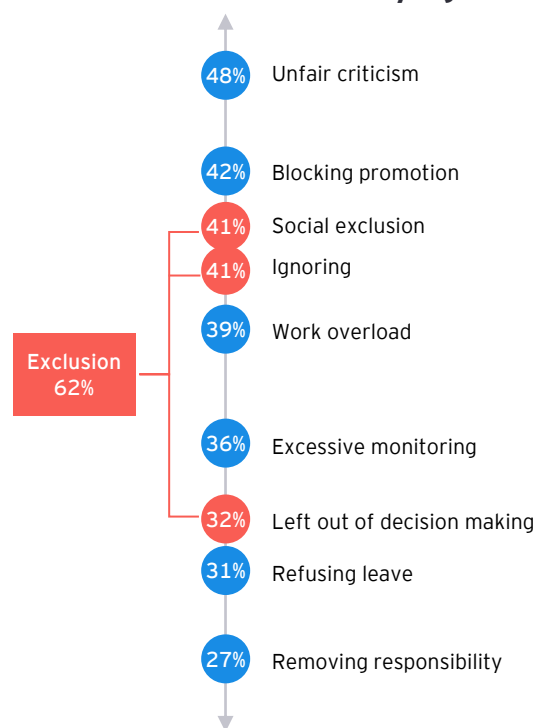 48% Unfair criticism
42% Blocking promotion
41% Social exclusion
41% Ignoring
39% Work overload
Exclusion
62%
36% Excessive monitoring
32% Left out of decision making
31% Refusing leave
27% Removing responsibility